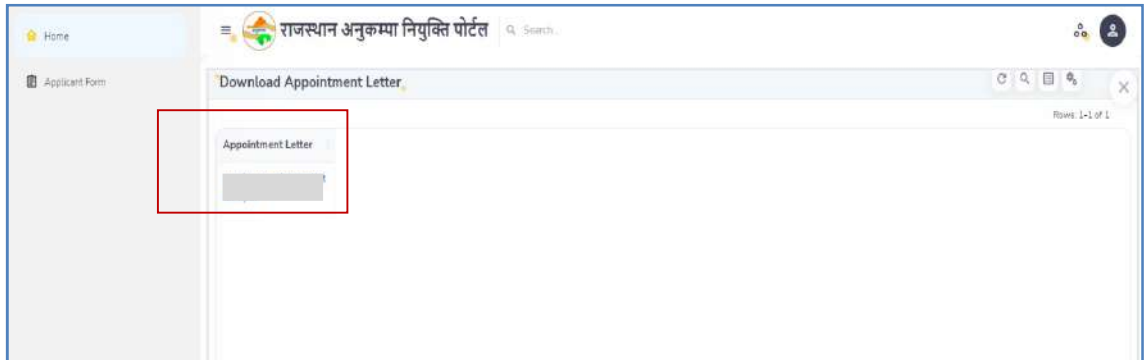 Home
Applicant Form
राजस्थान अनुकम्पा नियुक्ति पोर्टल
Search..
Download Appointment Letter
Rows: 1-1 of 1
Appointment Letter